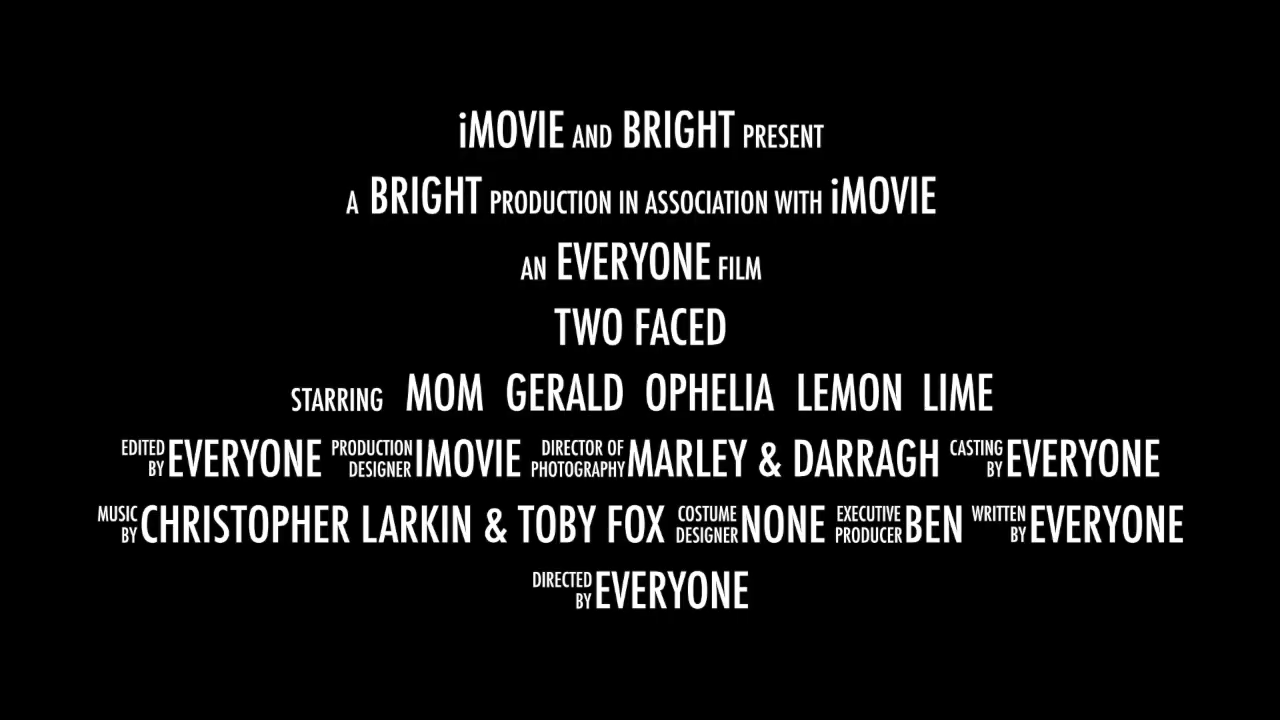 iMOVIE AND BRIGHT PRESENT
A BRIGHT PRODUCTION IN ASSOCIATION WITH iMOVIE
AN EVERYONE FILM
TWO FACED
STARRING MOM GERALD OPHELIA LEMON LIME
EDITED BY EVERYONE PRODUCTION DESIGNER IMOVIE DIRECTOR OF PHOTOGRAPHY MARLEY & DARRAGH CASTING BY EVERYONE
MUSIC BY CHRISTOPHER LARKIN & TOBY FOX COSTUME DESIGNER NONE EXECUTIVE PRODUCER BEN WRITTEN BY EVERYONE
DIRECTED BY EVERYONE